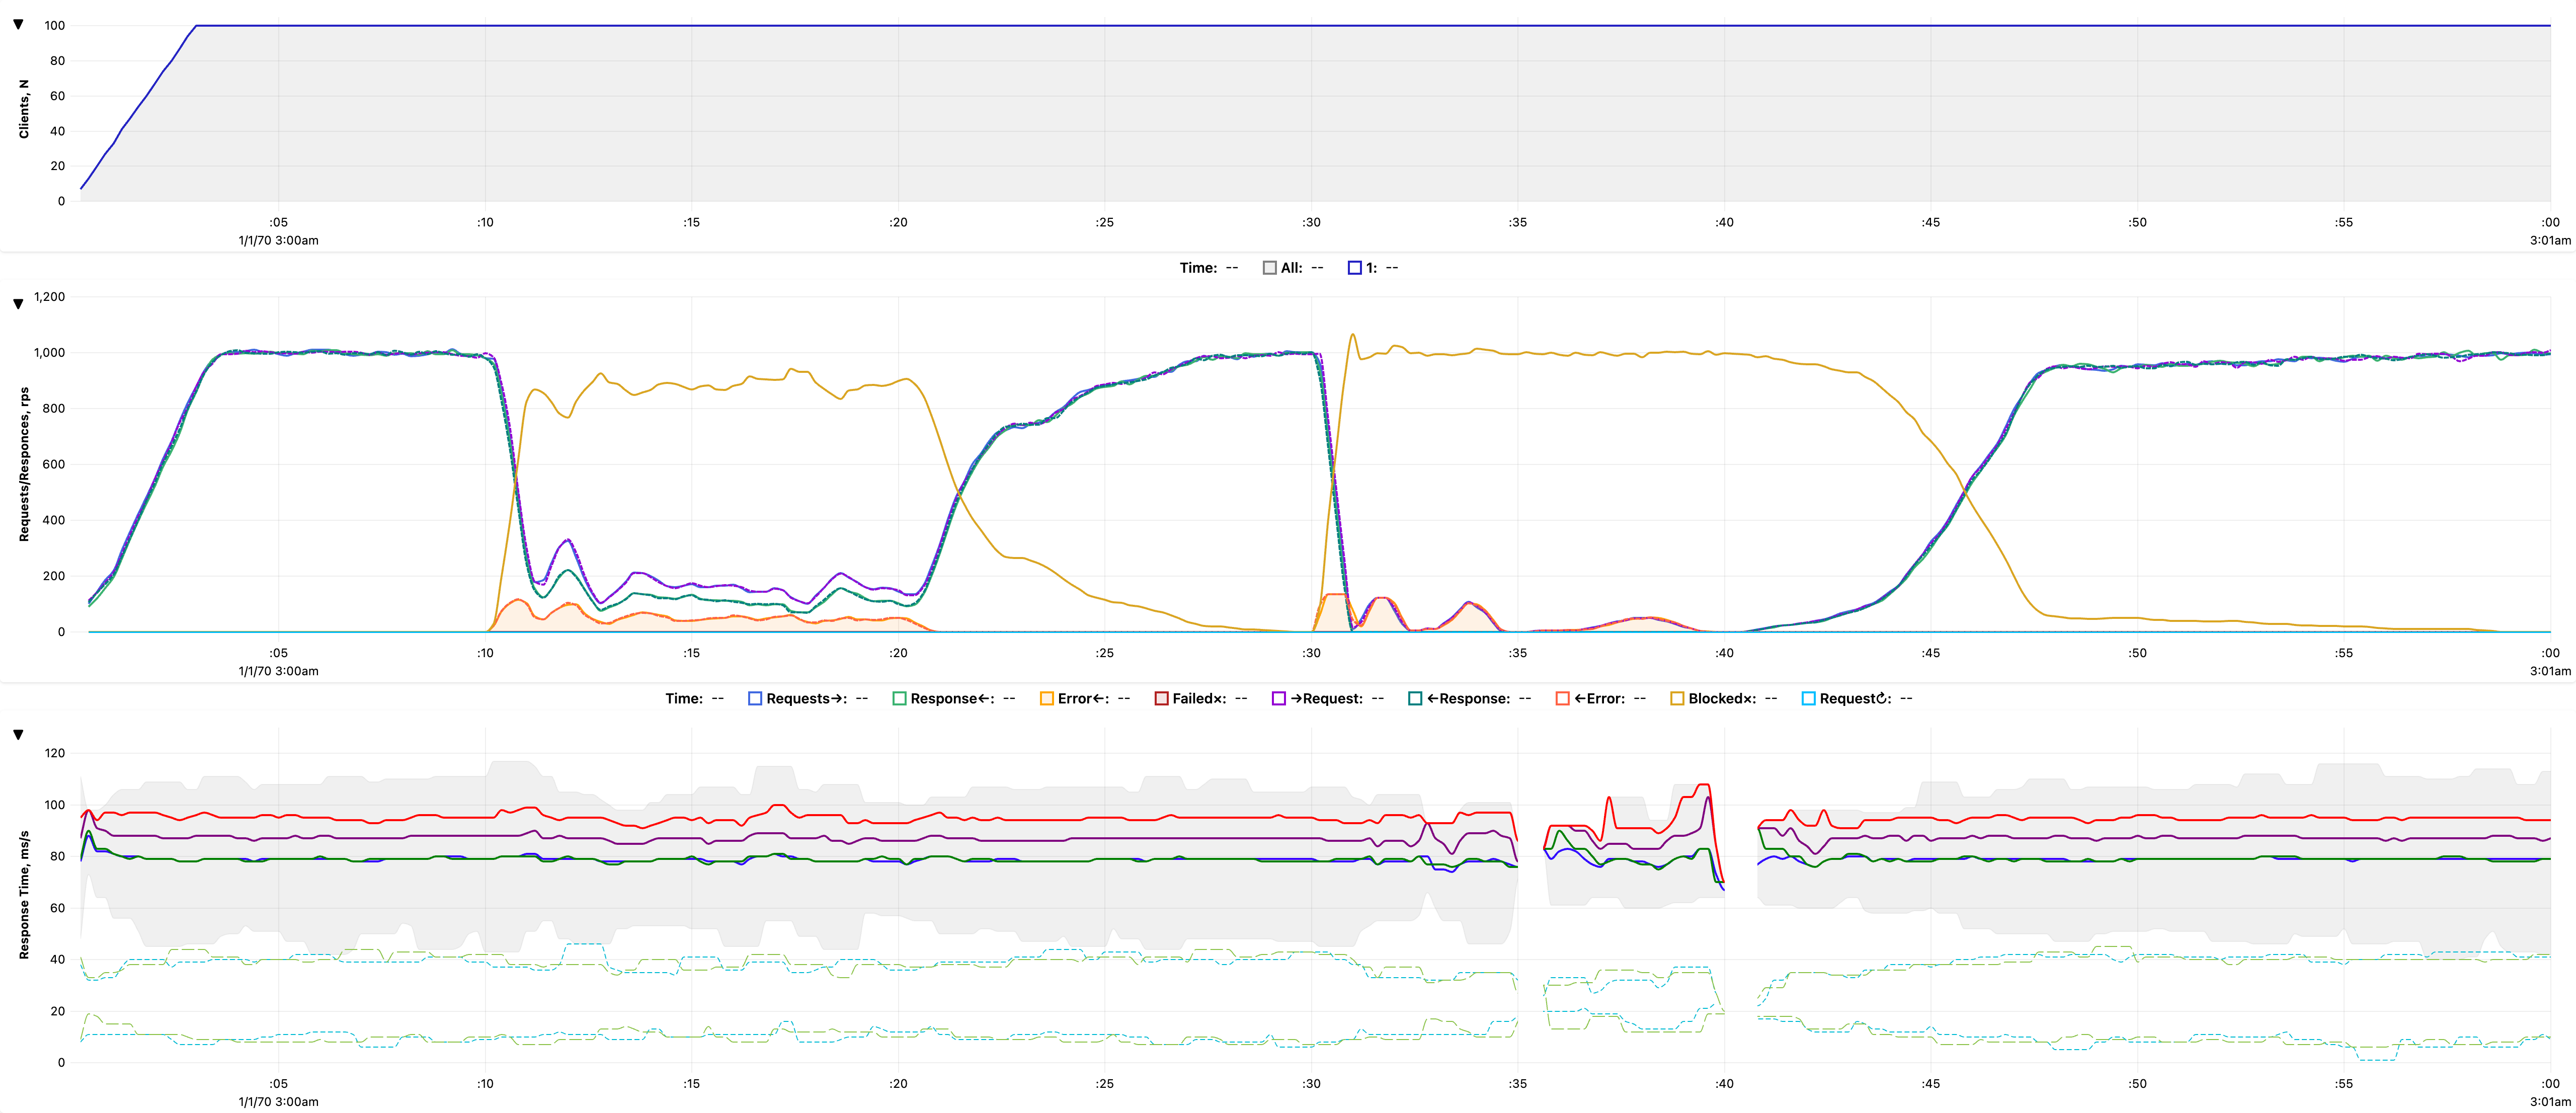 ▼
Clients, N
100
80
60
40
20
0
:05 :10 :15 :20 :25 :30 :35 :40 :45 :50 :55 :00
1/1/70 3:00am 3:01am
Time: -- All: -- 1: --
▼
Requests/Responces, rps
1,200
1,000
800
600
400
200
0
:05 :10 :15 :20 :25 :30 :35 :40 :45 :50 :55 :00
1/1/70 3:00am 3:01am
Time: -- Requests→: -- Response←: -- Error←: -- Failed×: -- →Request: -- ←Response: -- ←Error: -- Blocked×: -- Request↻: --
▼
Response Time, ms/s
120
100
80
60
40
20
0
:05 :10 :15 :20 :25 :30 :35 :40 :45 :50 :55 :00
1/1/70 3:00am 3:01am